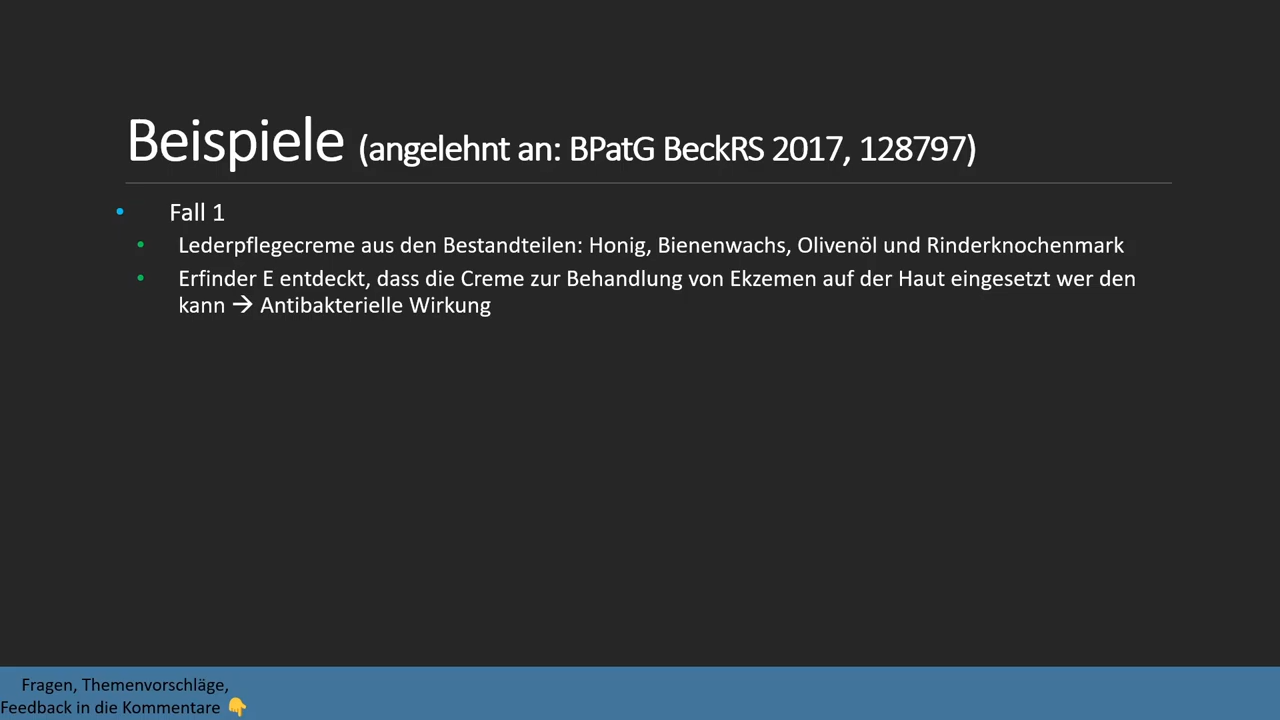 Beispiele (angelehnt an: BPatG BeckRS 2017, 128797)
• Fall 1
• Lederpflegecreme aus den Bestandteilen: Honig, Bienenwachs, Olivenöl und Rinderknochenmark
• Erfinder E entdeckt, dass die Creme zur Behandlung von Ekzemen auf der Haut eingesetzt wer den
kann → Antibakterielle Wirkung
Fragen, Themenvorschläge,
Feedback in die Kommentare 👇